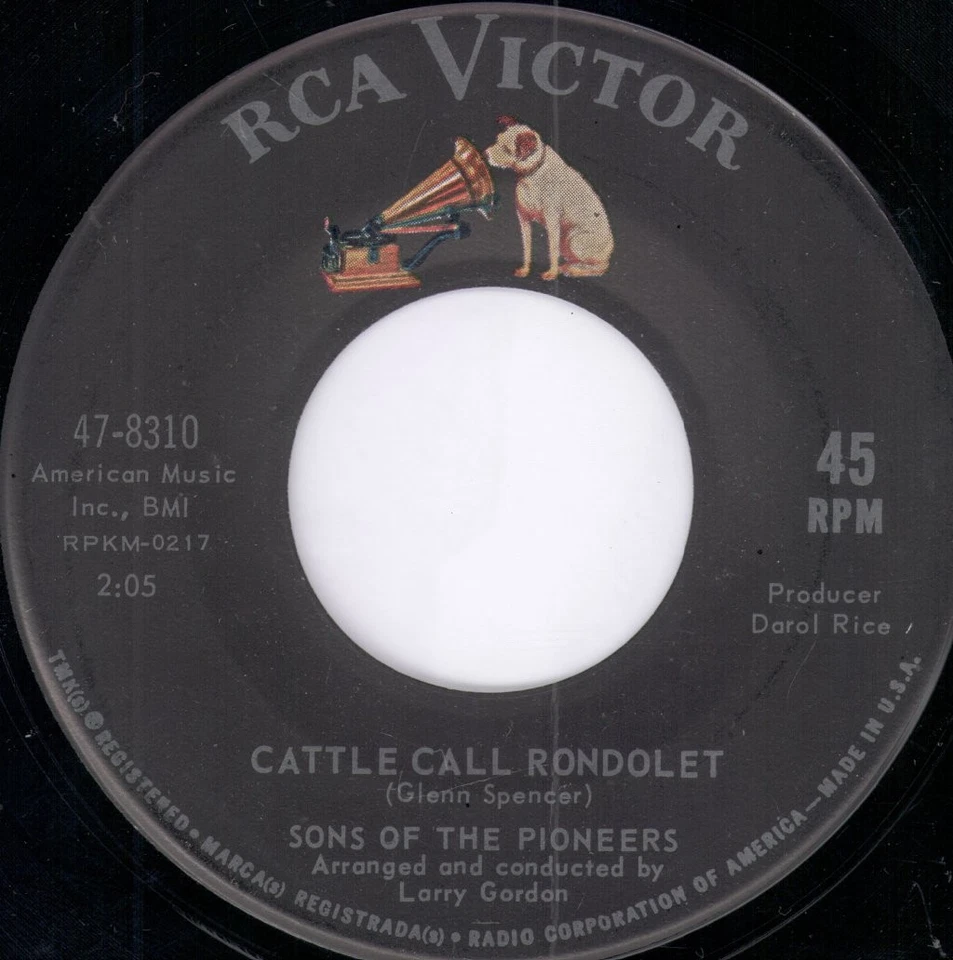 RCA VICTOR
47-8310
American Music
Inc., BMI
RPKM-0217
2:05
45
RPM
Producer
Darol Rice
CATTLE CALL RONDOLET
(Glenn Spencer)
SONS OF THE PIONEERS
Arranged and conducted by
Larry Gordon
TMK(s) ® REGISTERED • MARCA(s) REGISTRADA(s) • RADIO CORPORATION OF AMERICA—MADE IN U.S.A.